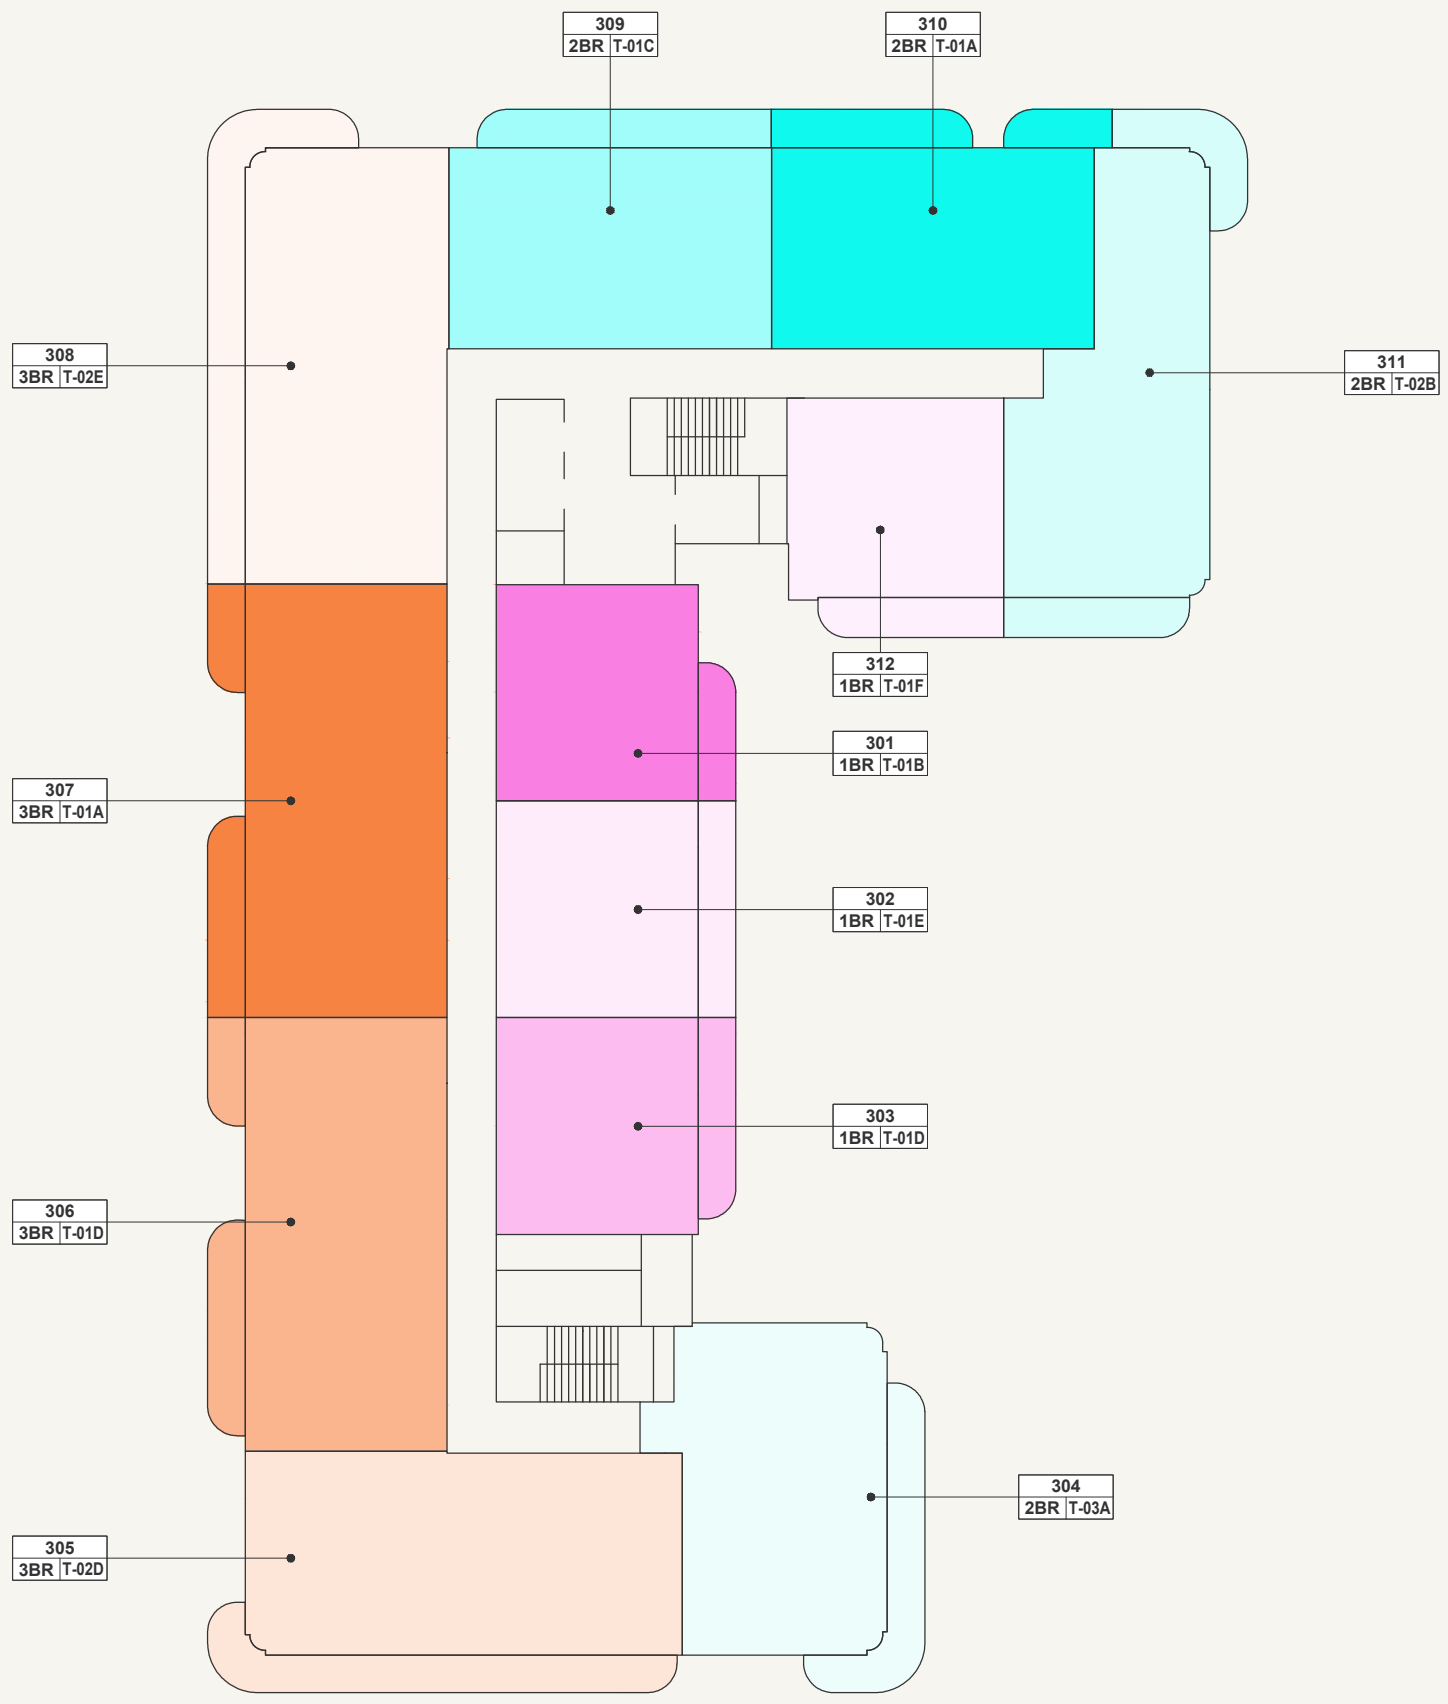 309
2BR T-01C
310
2BR T-01A
308
3BR T-02E
311
2BR T-02B
312
1BR T-01F
301
1BR T-01B
307
3BR T-01A
302
1BR T-01E
303
1BR T-01D
306
3BR T-01D
304
2BR T-03A
305
3BR T-02D